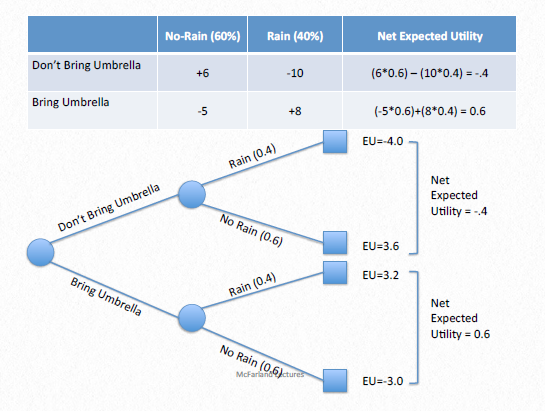 No-Rain (60%) Rain (40%) Net Expected Utility
Don't Bring Umbrella +6 -10 (6*0.6) – (10*0.4) = -.4
Bring Umbrella -5 +8 (-5*0.6)+(8*0.4) = 0.6
Rain (0.4)
EU=-4.0
Don't Bring Umbrella
Net
Expected
Utility = -.4
No Rain (0.6)
EU=3.6
Rain (0.4)
EU=3.2
Bring Umbrella
Net
Expected
Utility = 0.6
No Rain (0.6)
McFarland Lectures
EU=-3.0